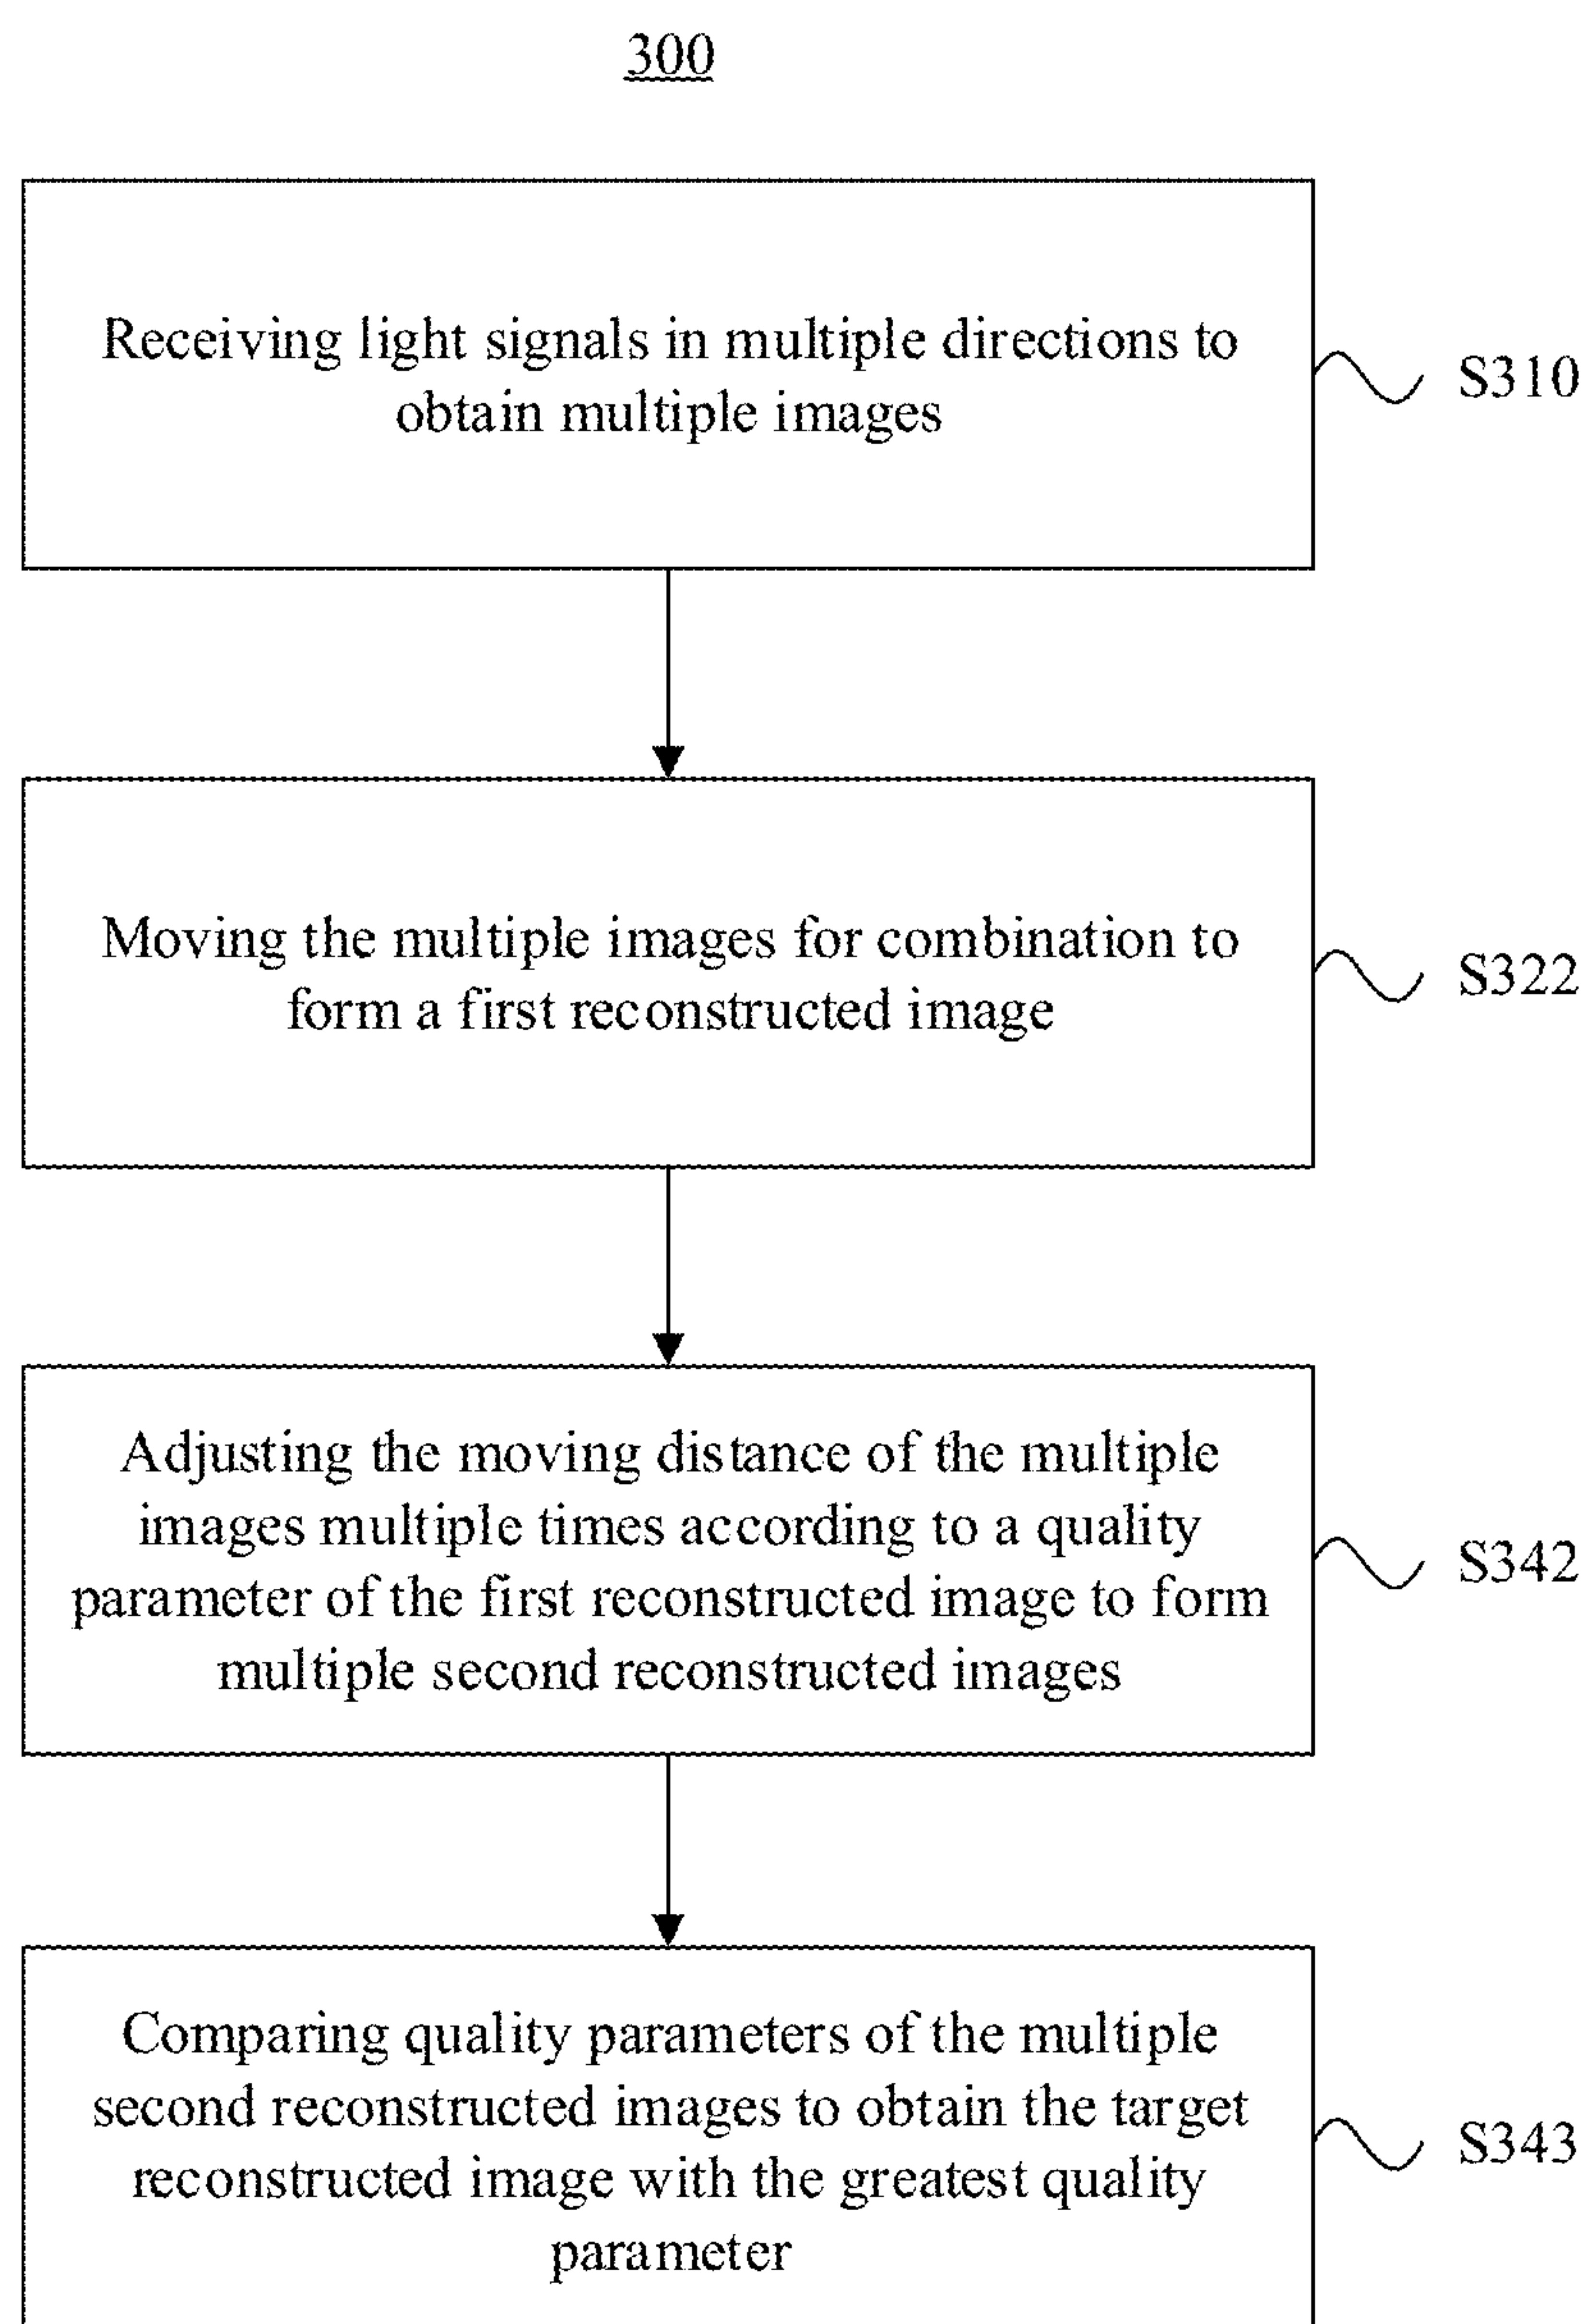 300
Receiving light signals in multiple directions to
obtain multiple images
S310
Moving the multiple images for combination to
form a first reconstructed image
S322
Adjusting the moving distance of the multiple
images multiple times according to a quality
parameter of the first reconstructed image to form
multiple second reconstructed images
S342
Comparing quality parameters of the multiple
second reconstructed images to obtain the target
reconstructed image with the greatest quality
parameter
S343